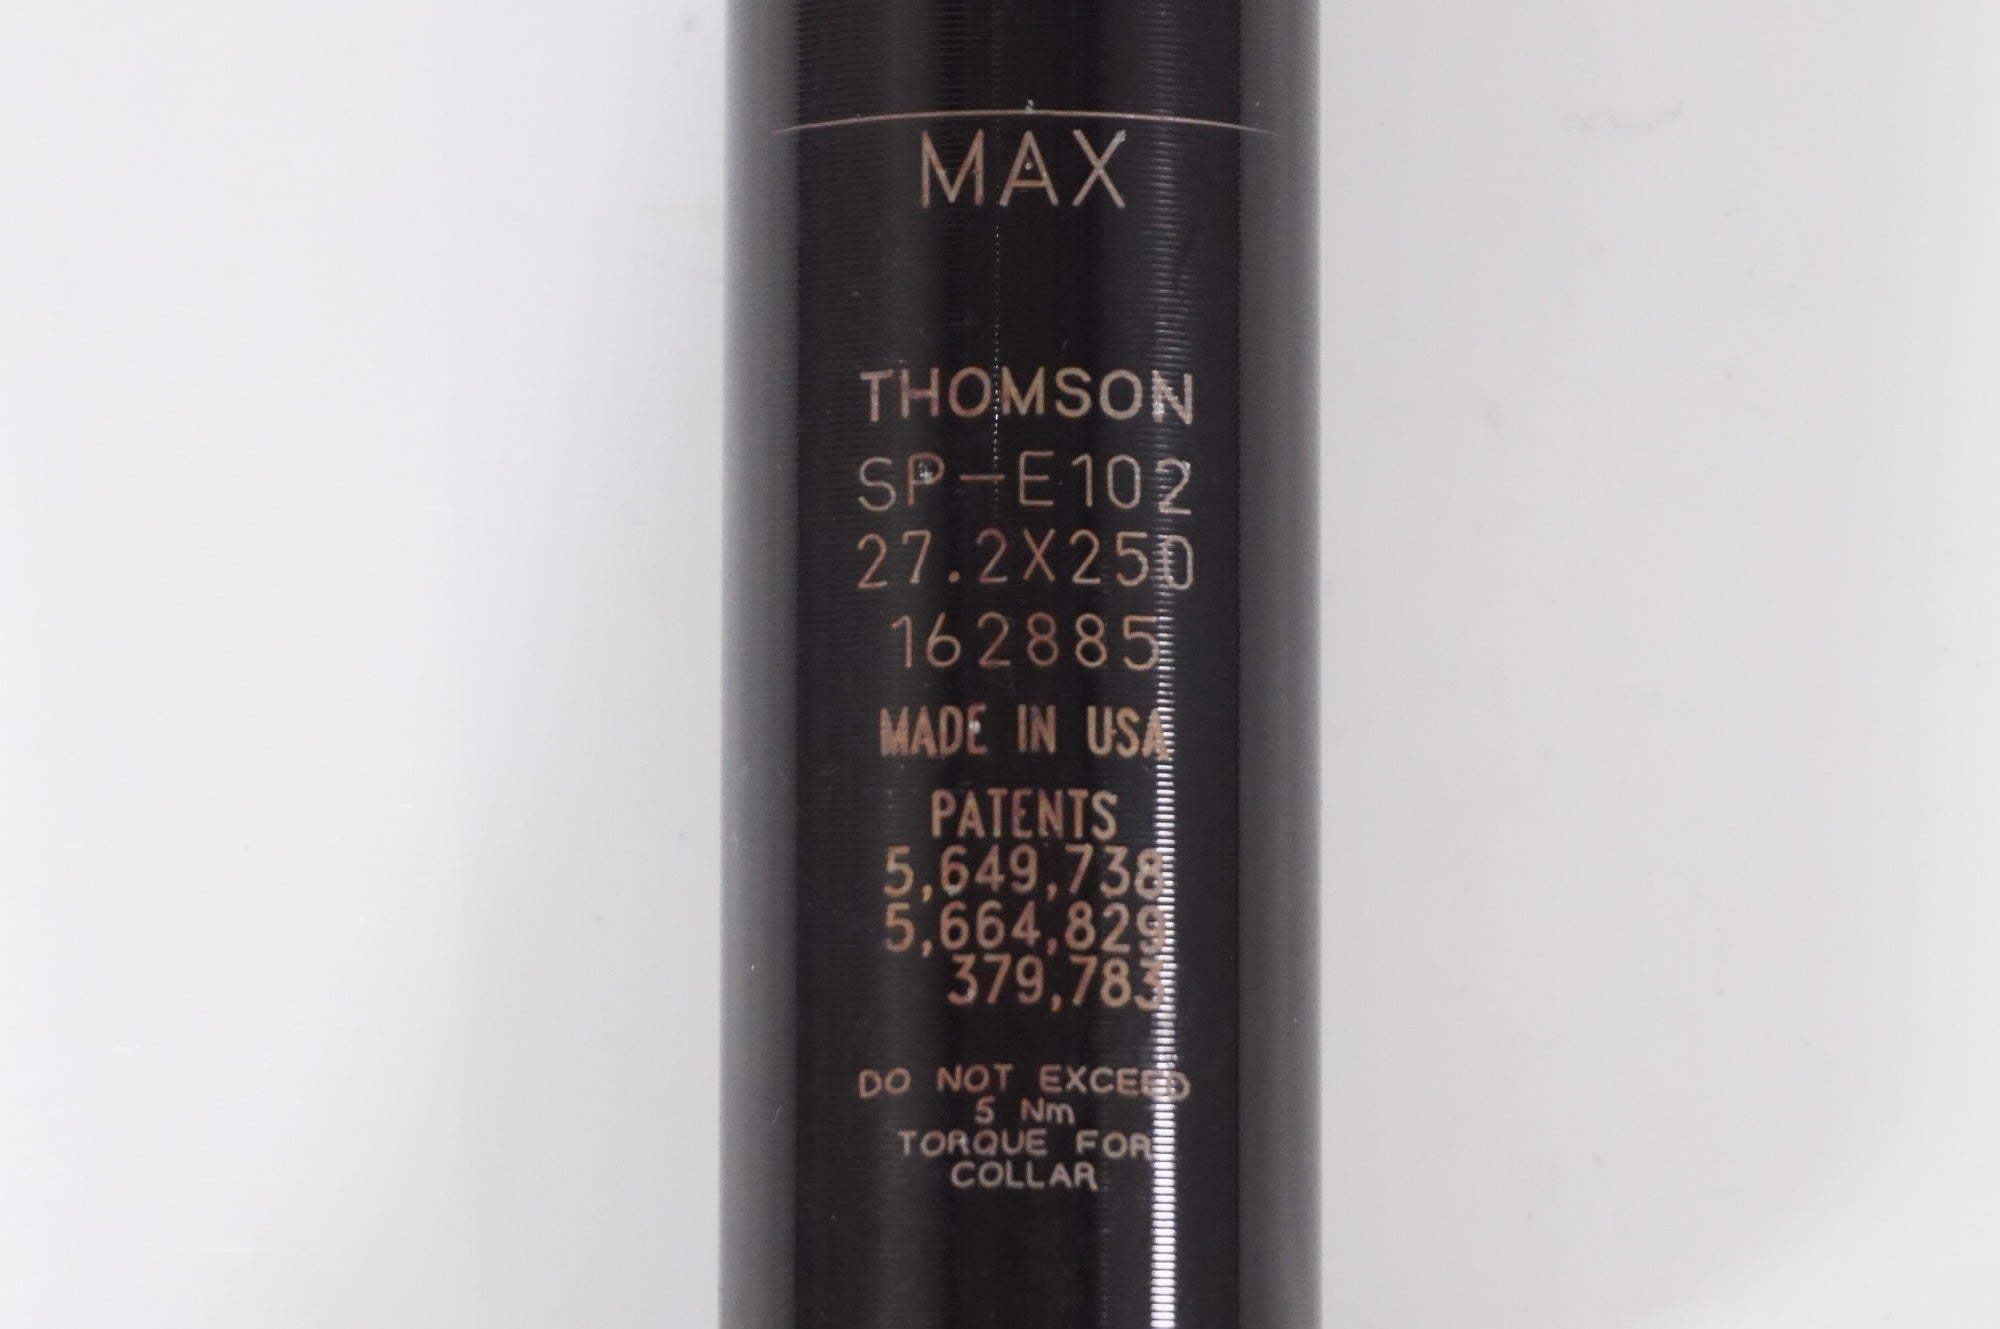 MAX
THOMSON
SP-E102
27.2X250
162885
MADE IN USA
PATENTS
5,649,738
5,664,829
379,783
DO NOT EXCEED
5 Nm
TORQUE FOR
COLLAR